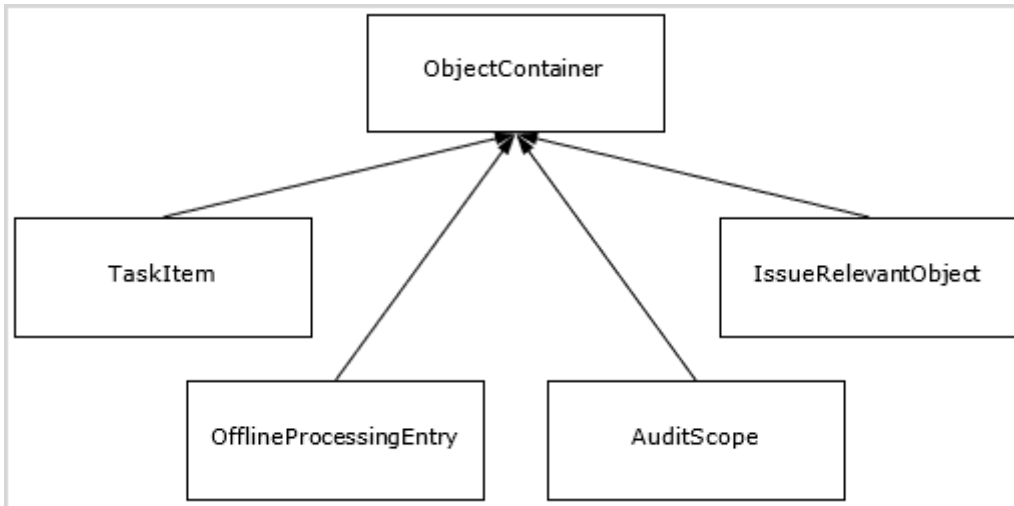 ObjectContainer
TaskItem
IssueRelevantObject
OfflineProcessingEntry
AuditScope